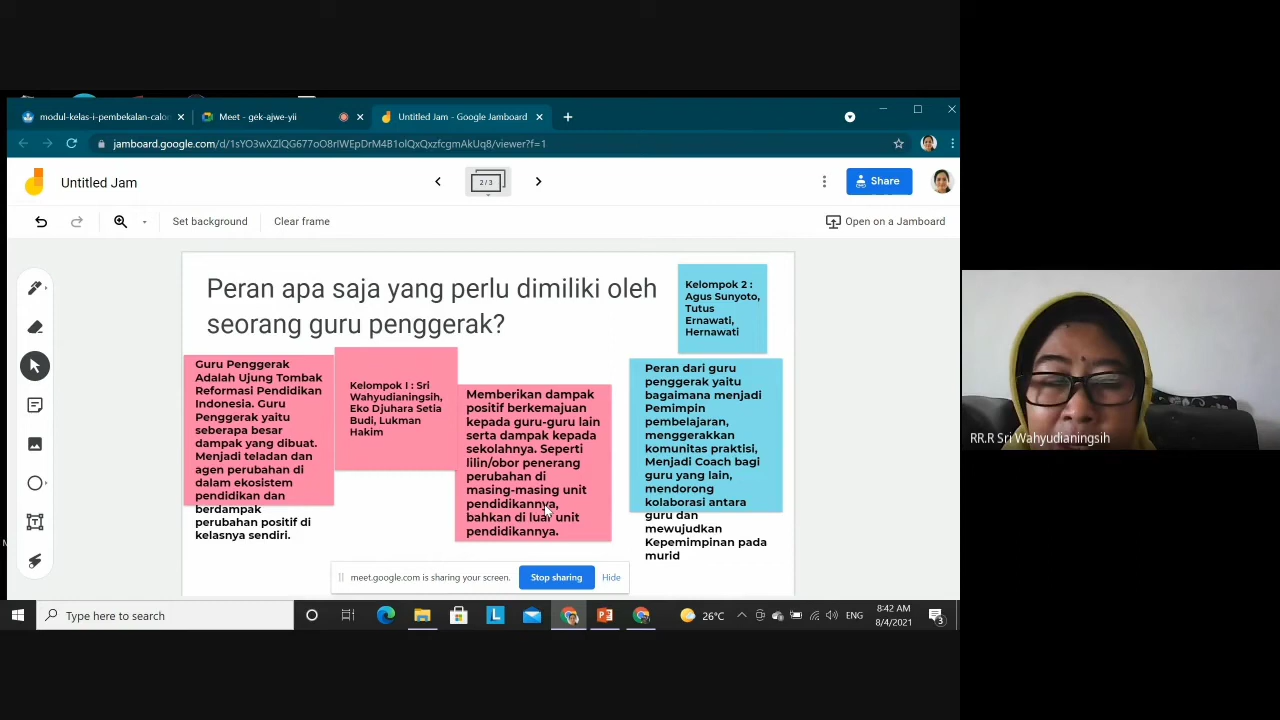 modul-kelas-i-pembekalan-calon
Meet - gek-ajwe-yii
Untitled Jam - Google Jamboard
jamboard.google.com/d/1sYO3wXZlQG677oO8rIWEpDrM4B1olQxQxzfcgmAkUq8/viewer?f=1
Untitled Jam
2 / 3
Share
Set background
Clear frame
Open on a Jamboard
Peran apa saja yang perlu dimiliki oleh
seorang guru penggerak?
Kelompok 2 :
Agus Sunyoto,
Tutus
Ernawati,
Hernawati
Guru Penggerak
Adalah Ujung Tombak
Reformasi Pendidikan
Indonesia. Guru
Penggerak yaitu
seberapa besar
dampak yang dibuat.
Menjadi teladan dan
agen perubahan di
dalam ekosistem
pendidikan dan
berdampak
perubahan positif di
kelasnya sendiri.
Kelompok I : Sri
Wahyudianingsih,
Eko Djuhara Setia
Budi, Lukman
Hakim
Memberikan dampak
positif berkemajuan
kepada guru-guru lain
serta dampak kepada
sekolahnya. Seperti
lilin/obor penerang
perubahan di
masing-masing unit
pendidikannya,
bahkan di luar unit
pendidikannya.
Peran dari guru
penggerak yaitu
bagaimana menjadi
Pemimpin
pembelajaran,
menggerakkan
komunitas praktisi,
Menjadi Coach bagi
guru yang lain,
mendorong
kolaborasi antara
guru dan
mewujudkan
Kepemimpinan pada
murid
meet.google.com is sharing your screen.
Stop sharing
Hide
Type here to search
26°C
ENG
8:42 AM
8/4/2021
3
RR.R Sri Wahyudianingsih